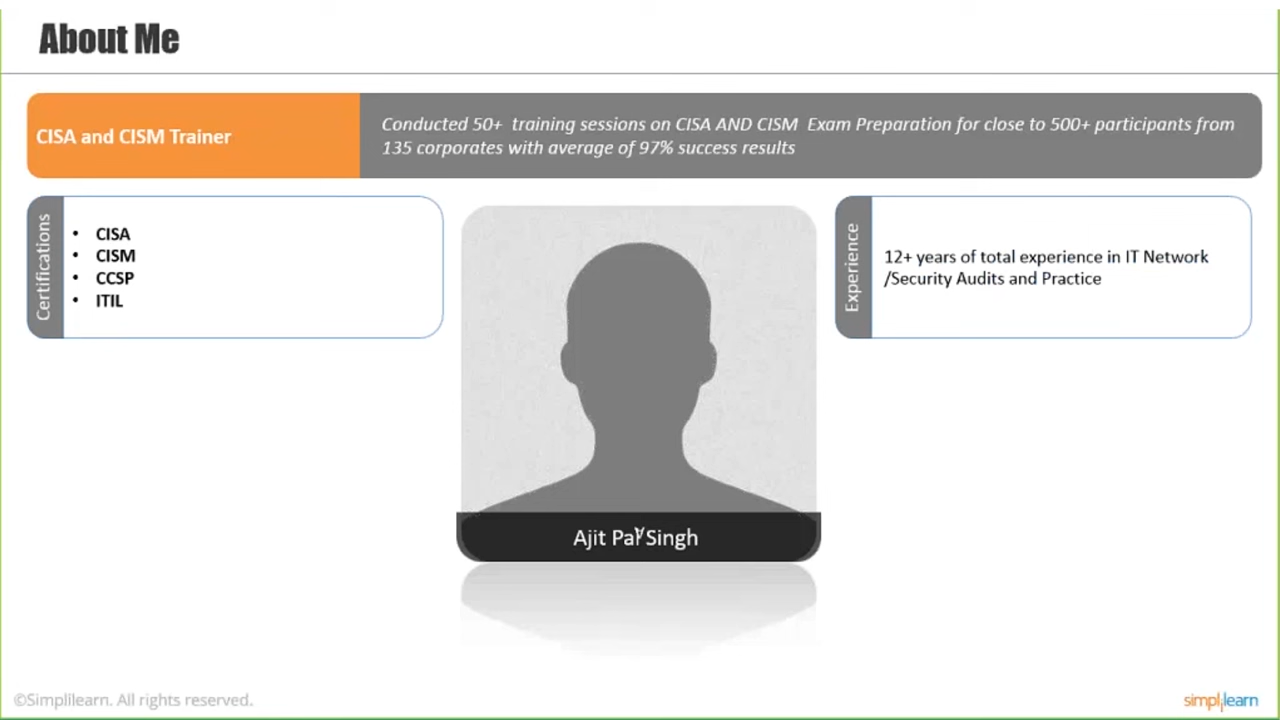 About Me
CISA and CISM Trainer
Conducted 50+ training sessions on CISA AND CISM Exam Preparation for close to 500+ participants from
135 corporates with average of 97% success results
Certifications
• CISA
• CISM
• CCSP
• ITIL
Experience
12+ years of total experience in IT Network
/Security Audits and Practice
Ajit Pal Singh
©Simplilearn. All rights reserved.
simplilearn